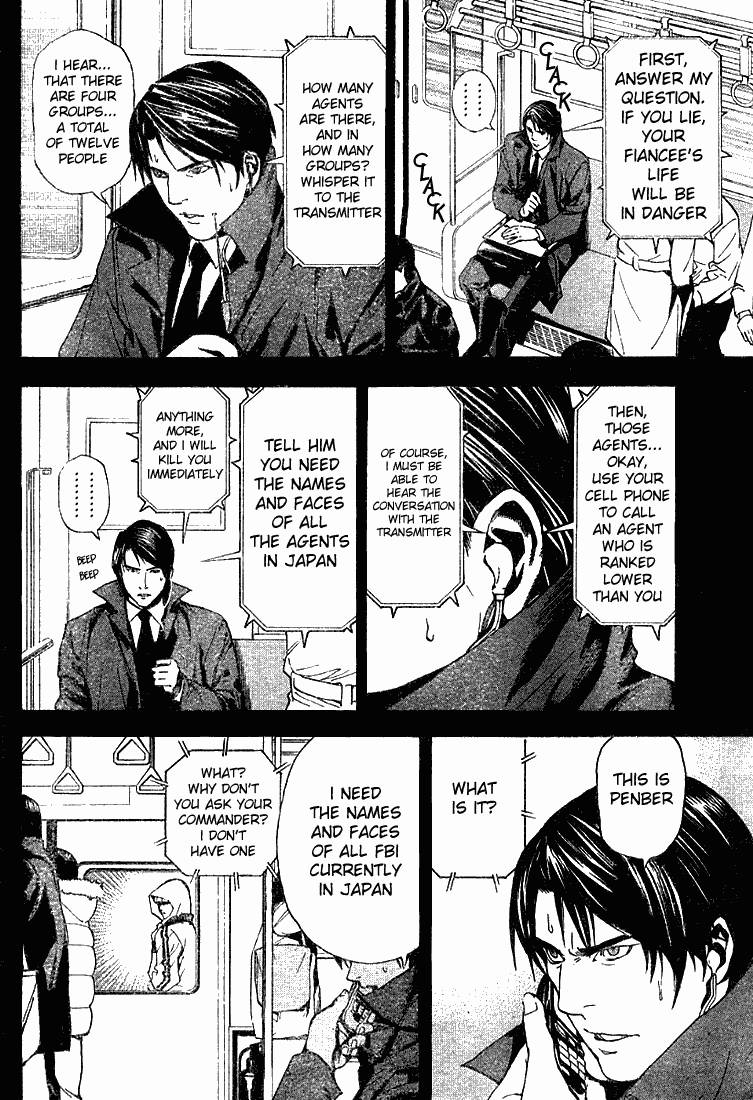 FIRST,
ANSWER MY
QUESTION.
IF YOU LIE,
YOUR
FIANCEE'S
LIFE
WILL BE
IN DANGER
CLACK
CLACK
HOW MANY
AGENTS
ARE THERE,
AND IN
HOW MANY
GROUPS?
WHISPER IT
TO THE
TRANSMITTER
I HEAR...
THAT THERE
ARE FOUR
GROUPS...
A TOTAL
OF TWELVE
PEOPLE
THEN,
THOSE
AGENTS...
OKAY,
USE YOUR
CELL PHONE
TO CALL
AN AGENT
WHO IS
RANKED
LOWER
THAN YOU
OF COURSE,
I MUST BE
ABLE TO
HEAR THE
CONVERSATION
WITH THE
TRANSMITTER
TELL HIM
YOU NEED
THE NAMES
AND FACES
OF ALL
THE AGENTS
IN JAPAN
ANYTHING
MORE,
AND I WILL
KILL YOU
IMMEDIATELY
BEEP
BEEP
THIS IS
PENBER
WHAT
IS IT?
I NEED
THE NAMES
AND FACES
OF ALL FBI
CURRENTLY
IN JAPAN
WHAT?
WHY DON'T
YOU ASK YOUR
COMMANDER?
I DON'T
HAVE ONE